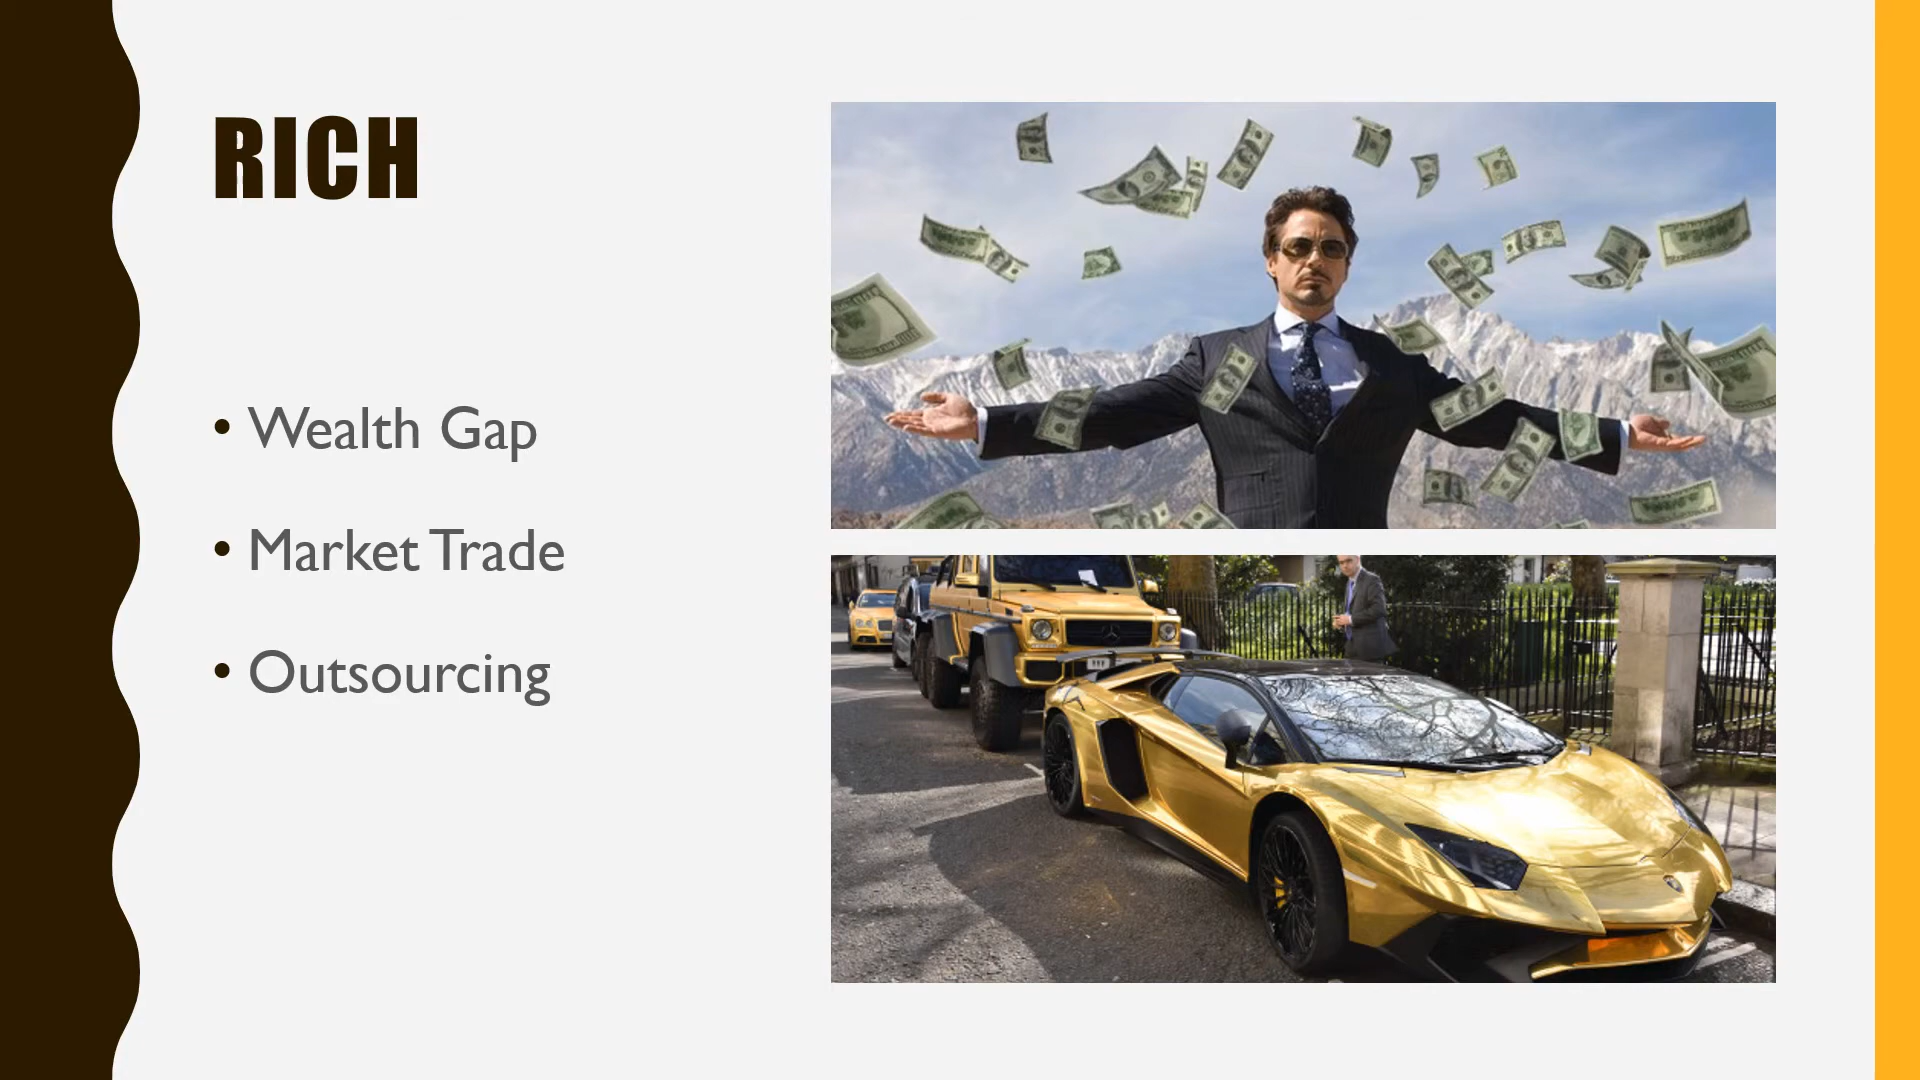 RICH
• Wealth Gap
• Market Trade
• Outsourcing